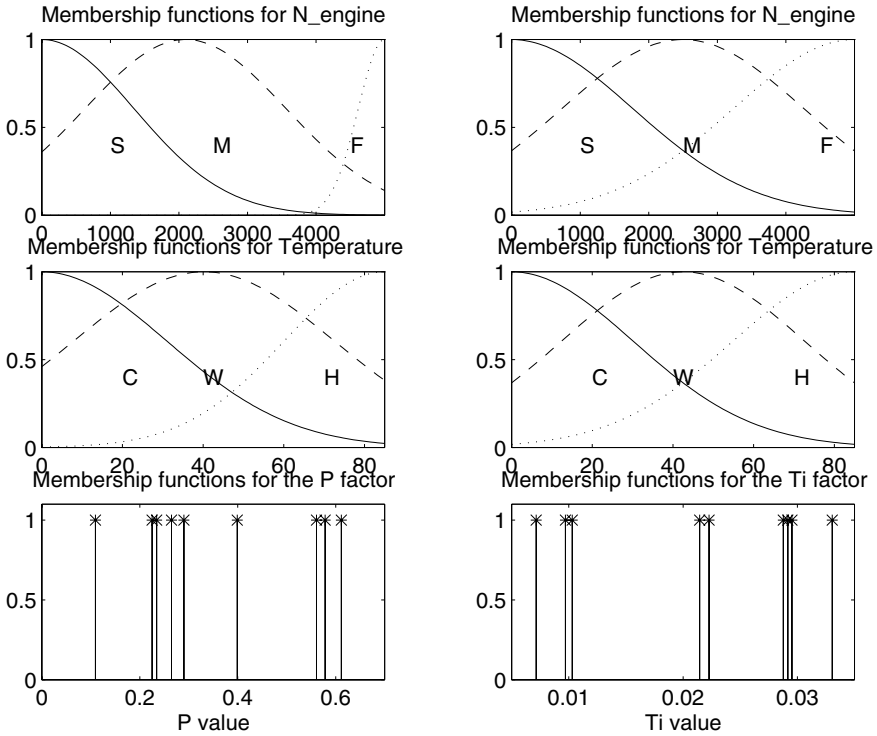 Membership functions for N_engine
1
0.5
0
S
M
F
0 1000 2000 3000 4000
Membership functions for N_engine
1
0.5
0
S
M
F
0 1000 2000 3000 4000
Membership functions for Temperature
1
0.5
0
C
W
H
0 20 40 60 80
Membership functions for Temperature
1
0.5
0
C
W
H
0 20 40 60 80
Membership functions for the P factor
1
0.5
0
0 0.2 0.4 0.6
P value
Membership functions for the Ti factor
1
0.5
0
0.01 0.02 0.03
Ti value